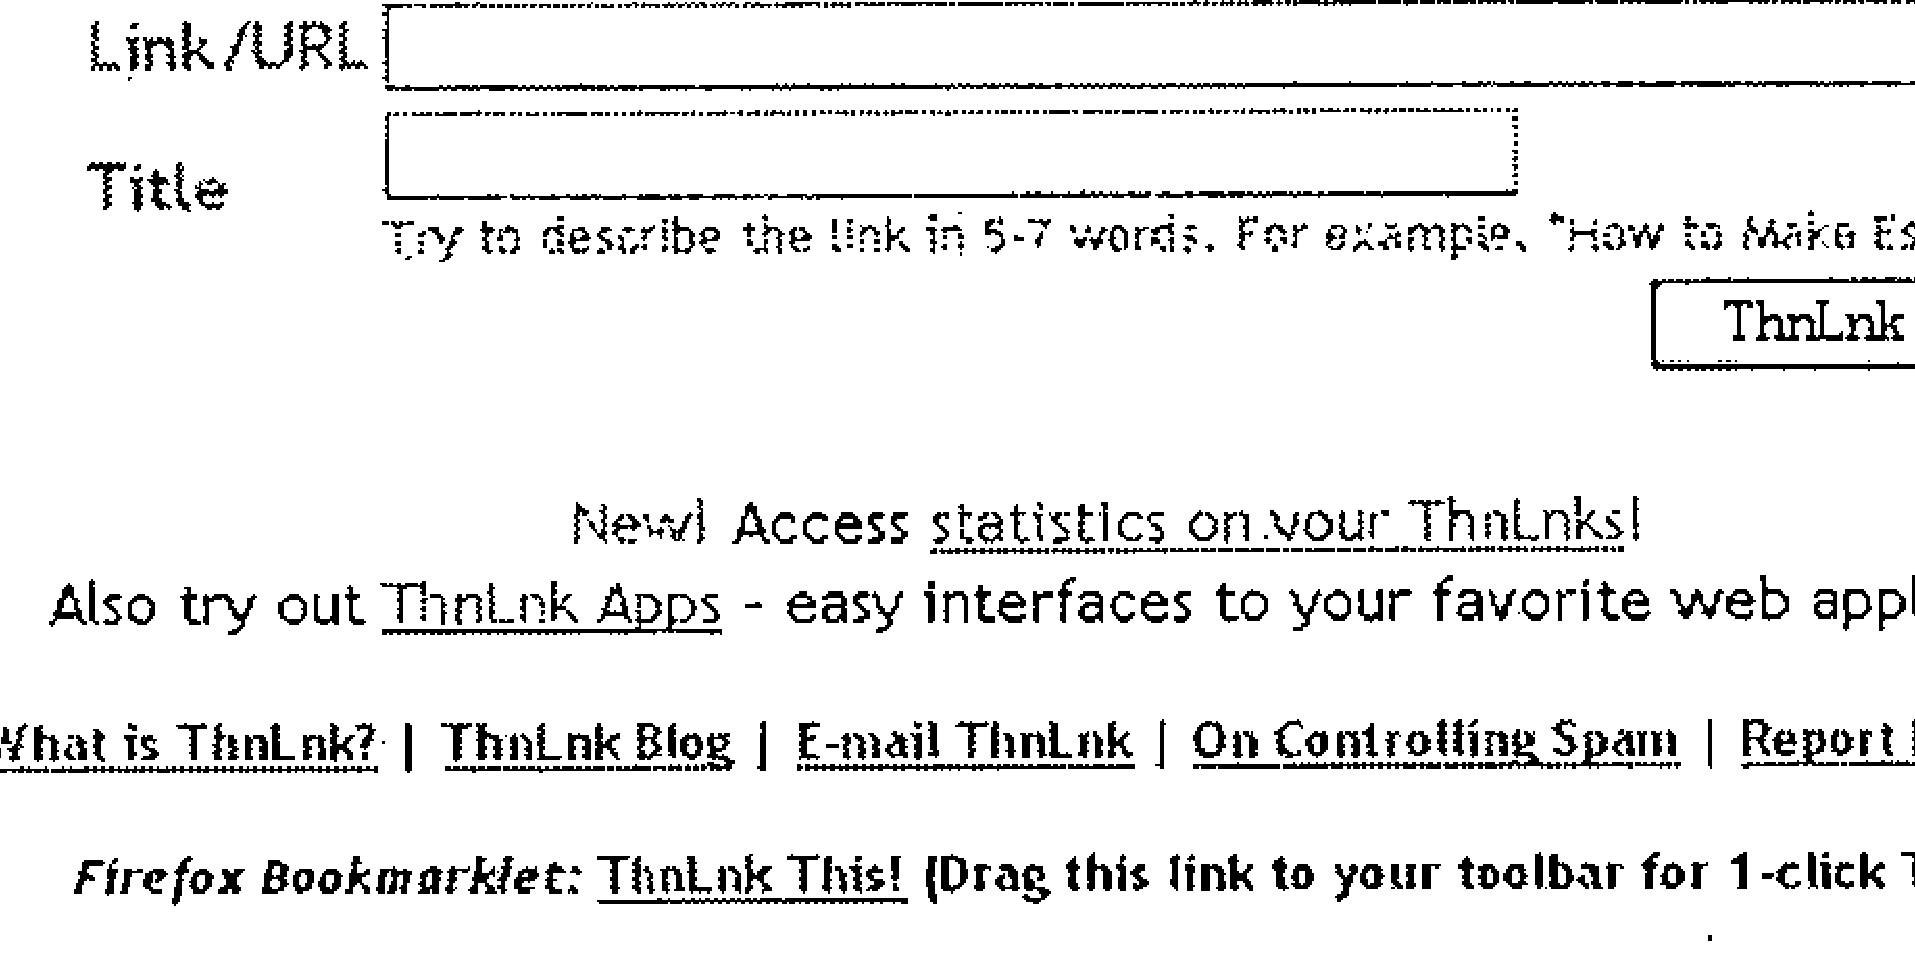 Link/URL
Title
Try to describe the link in 5-7 words. For example, "How to Make Es
ThnLnk
New! Access statistics on your ThnLnks!
Also try out ThnLnk Apps - easy interfaces to your favorite web appl
What is ThnLnk? | ThnLnk Blog | E-mail ThnLnk | On Controlling Spam | Report
Firefox Bookmarklet: ThnLnk This! (Drag this link to your toolbar for 1-click T